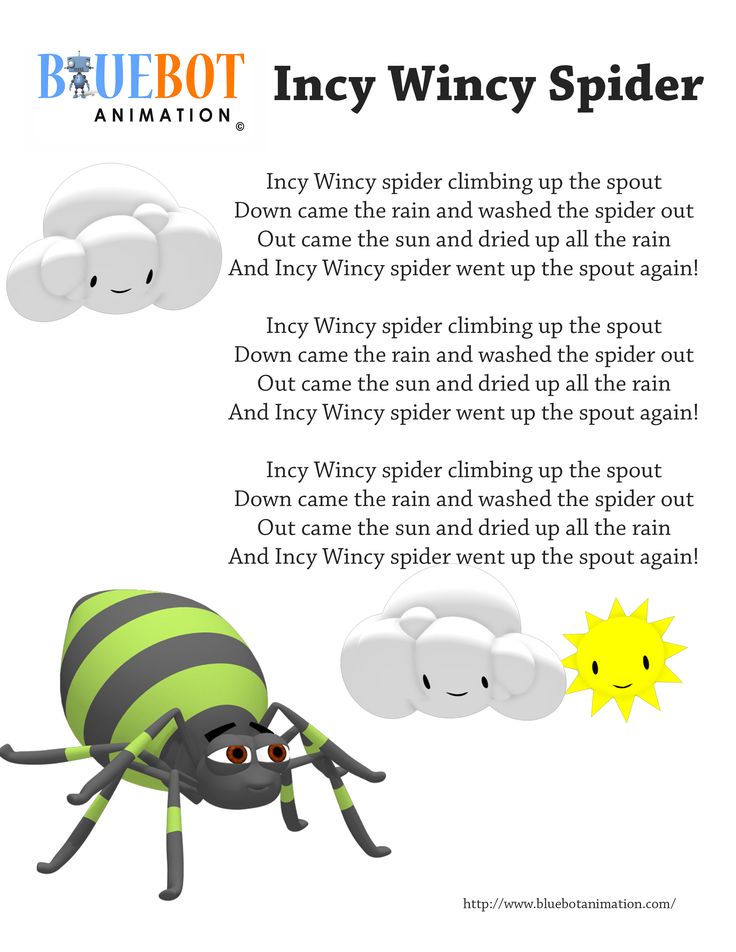 BLUEBOT
ANIMATION ©
Incy Wincy Spider
Incy Wincy spider climbing up the spout
Down came the rain and washed the spider out
Out came the sun and dried up all the rain
And Incy Wincy spider went up the spout again!
Incy Wincy spider climbing up the spout
Down came the rain and washed the spider out
Out came the sun and dried up all the rain
And Incy Wincy spider went up the spout again!
Incy Wincy spider climbing up the spout
Down came the rain and washed the spider out
Out came the sun and dried up all the rain
And Incy Wincy spider went up the spout again!
http://www.bluebotanimation.com/